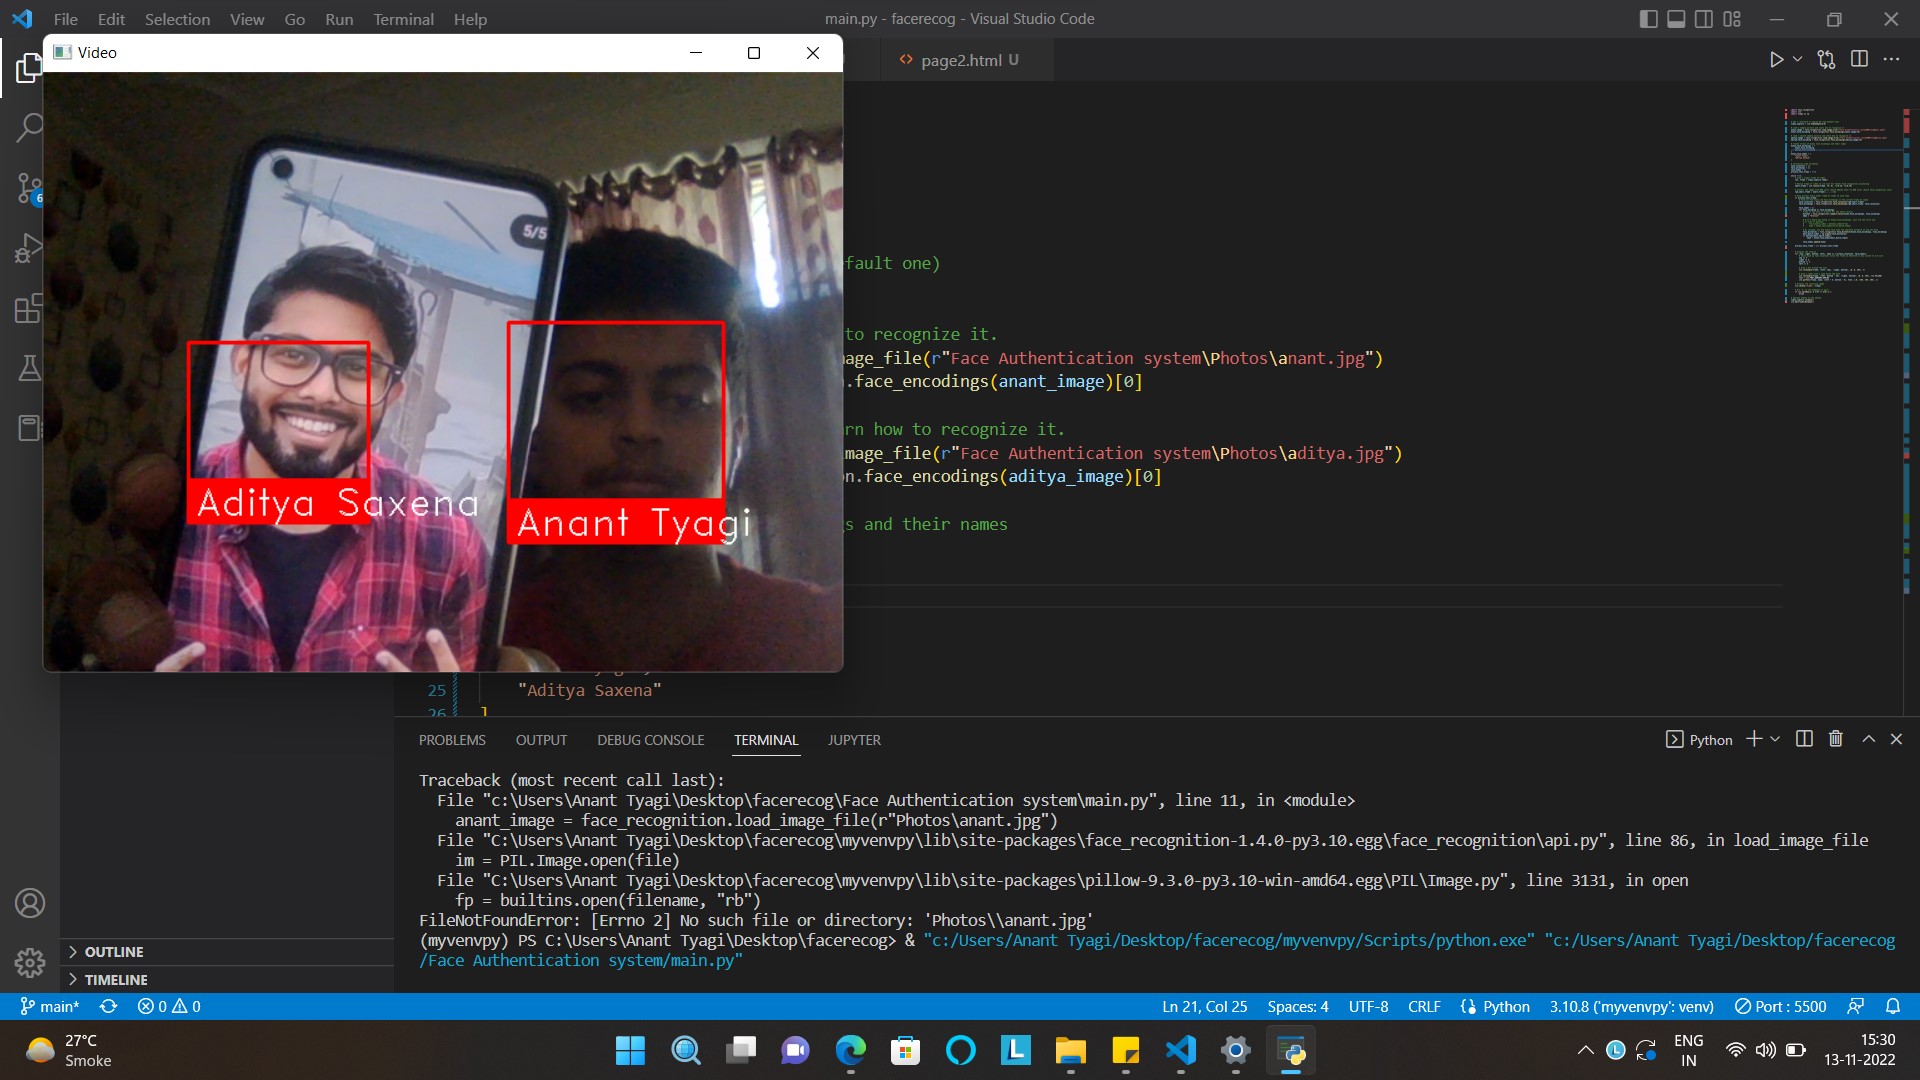 File Edit Selection View Go Run Terminal Help
main.py - facerecog - Visual Studio Code
Video
page2.html U
5/5
Aditya Saxena
Anant Tyagi
6
fault one)
to recognize it.
age_file(r"Face Authentication system\Photos\anant.jpg")
.face_encodings(anant_image)[0]
rn how to recognize it.
mage_file(r"Face Authentication system\Photos\aditya.jpg")
n.face_encodings(aditya_image)[0]
s and their names
25 "Aditya Saxena"
26 ]
PROBLEMS OUTPUT DEBUG CONSOLE TERMINAL JUPYTER
Python
Traceback (most recent call last):
File "c:\Users\Anant Tyagi\Desktop\facerecog\Face Authentication system\main.py", line 11, in <module>
anant_image = face_recognition.load_image_file(r"Photos\anant.jpg")
File "C:\Users\Anant Tyagi\Desktop\facerecog\myvenvpy\lib\site-packages\face_recognition-1.4.0-py3.10.egg\face_recognition\api.py", line 86, in load_image_file
im = PIL.Image.open(file)
File "C:\Users\Anant Tyagi\Desktop\facerecog\myvenvpy\lib\site-packages\pillow-9.3.0-py3.10-win-amd64.egg\PIL\Image.py", line 3131, in open
fp = builtins.open(filename, "rb")
FileNotFoundError: [Errno 2] No such file or directory: 'Photos\\anant.jpg'
(myvenvpy) PS C:\Users\Anant Tyagi\Desktop\facerecog> & "c:/Users/Anant Tyagi/Desktop/facerecog/myvenvpy/Scripts/python.exe" "c:/Users/Anant Tyagi/Desktop/facerecog
/Face Authentication system/main.py"
OUTLINE
TIMELINE
main* 0 0
Ln 21, Col 25 Spaces: 4 UTF-8 CRLF Python 3.10.8 ('myvenvpy': venv) Port : 5500
27°C
Smoke
L
L
ENG
IN
15:30
13-11-2022